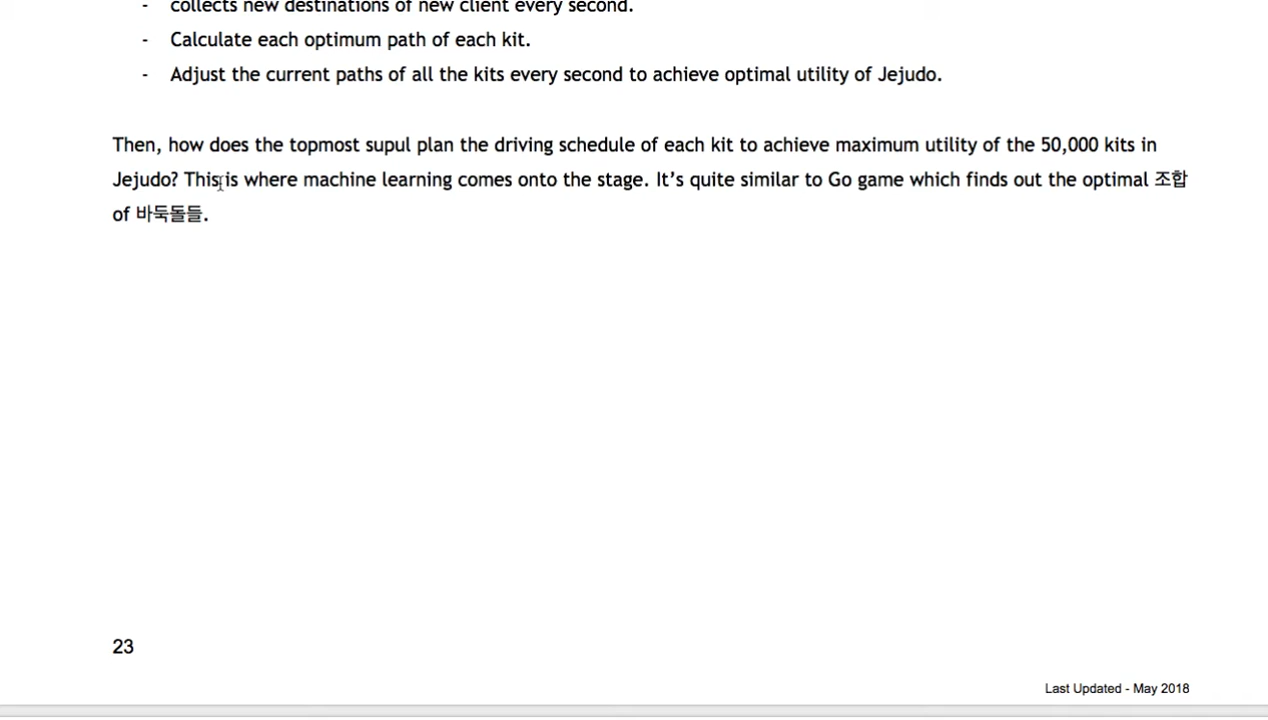 - collects new destinations of new client every second.
- Calculate each optimum path of each kit.
- Adjust the current paths of all the kits every second to achieve optimal utility of Jejudo.
Then, how does the topmost supul plan the driving schedule of each kit to achieve maximum utility of the 50,000 kits in
Jejudo? This is where machine learning comes onto the stage. It’s quite similar to Go game which finds out the optimal 조합
of 바둑돌들.
23
Last Updated - May 2018